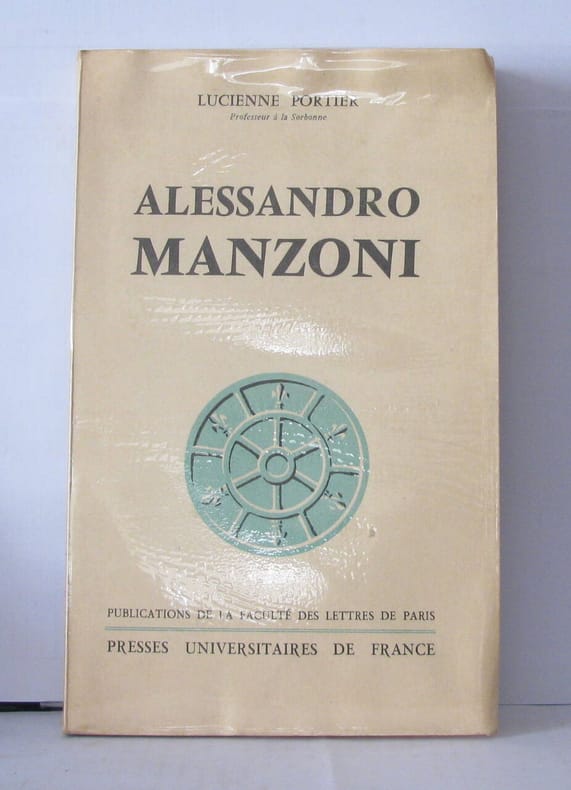 LUCIENNE PORTIER
Professeur à la Sorbonne
ALESSANDRO
MANZONI
PUBLICATIONS DE LA FACULTÉ DES LETTRES DE PARIS
PRESSES UNIVERSITAIRES DE FRANCE